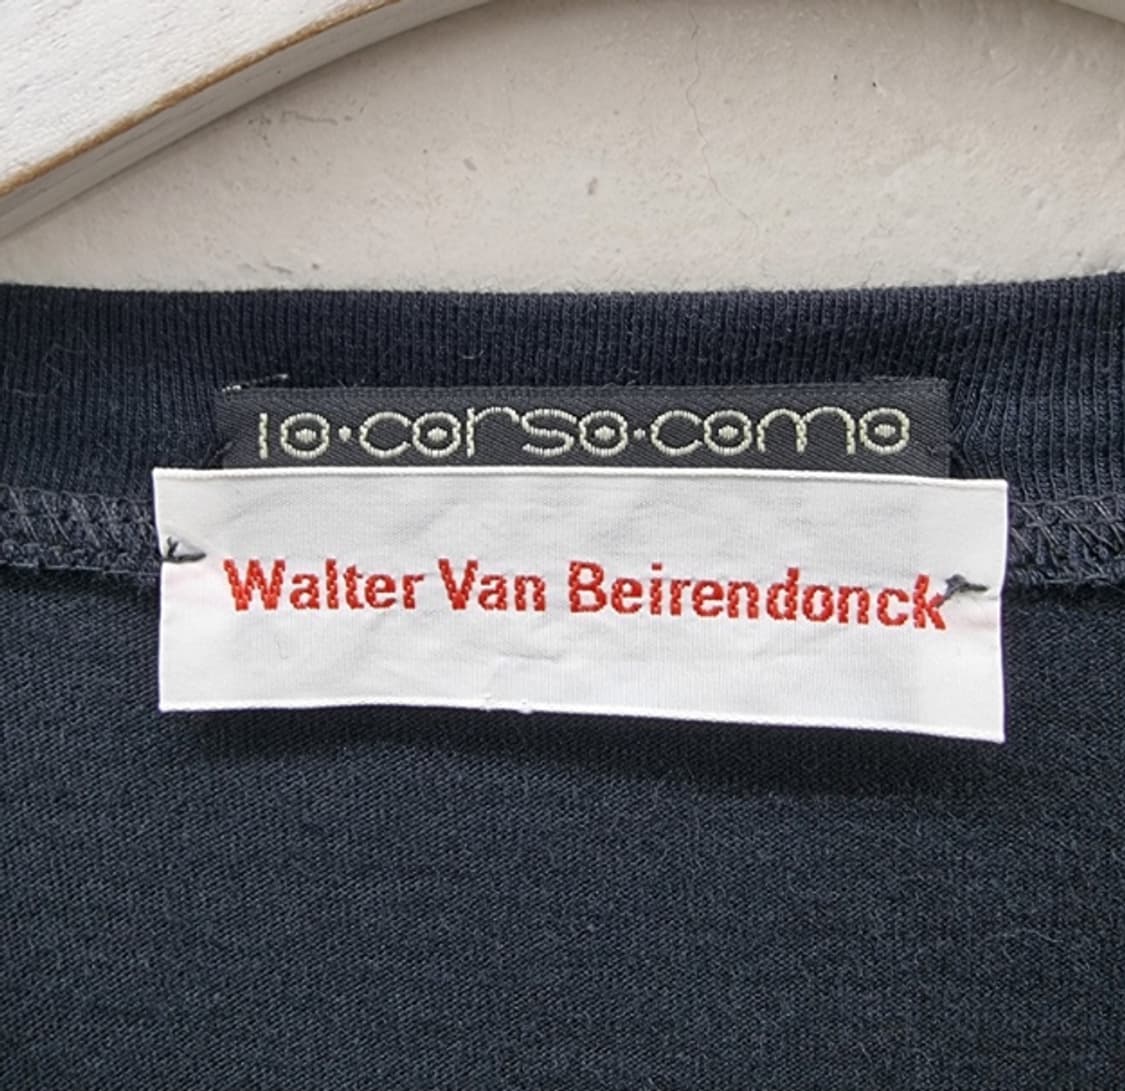 10·corso·como
Walter Van Beirendonck